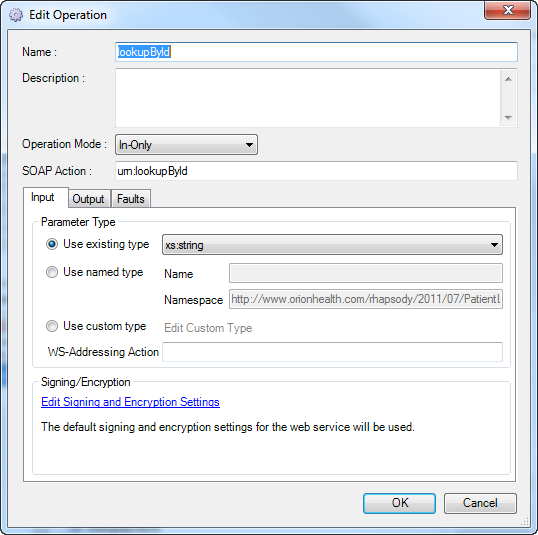 Edit Operation
Name :
lookupById
Description :
Operation Mode :
In-Only
SOAP Action :
urn:lookupById
Input
Output
Faults
Parameter Type
Use existing type
xs:string
Use named type
Name
Namespace
http://www.orionhealth.com/rhapsody/2011/07/PatientL
Use custom type
Edit Custom Type
WS-Addressing Action
Signing/Encryption
Edit Signing and Encryption Settings
The default signing and encryption settings for the web service will be used.
OK
Cancel